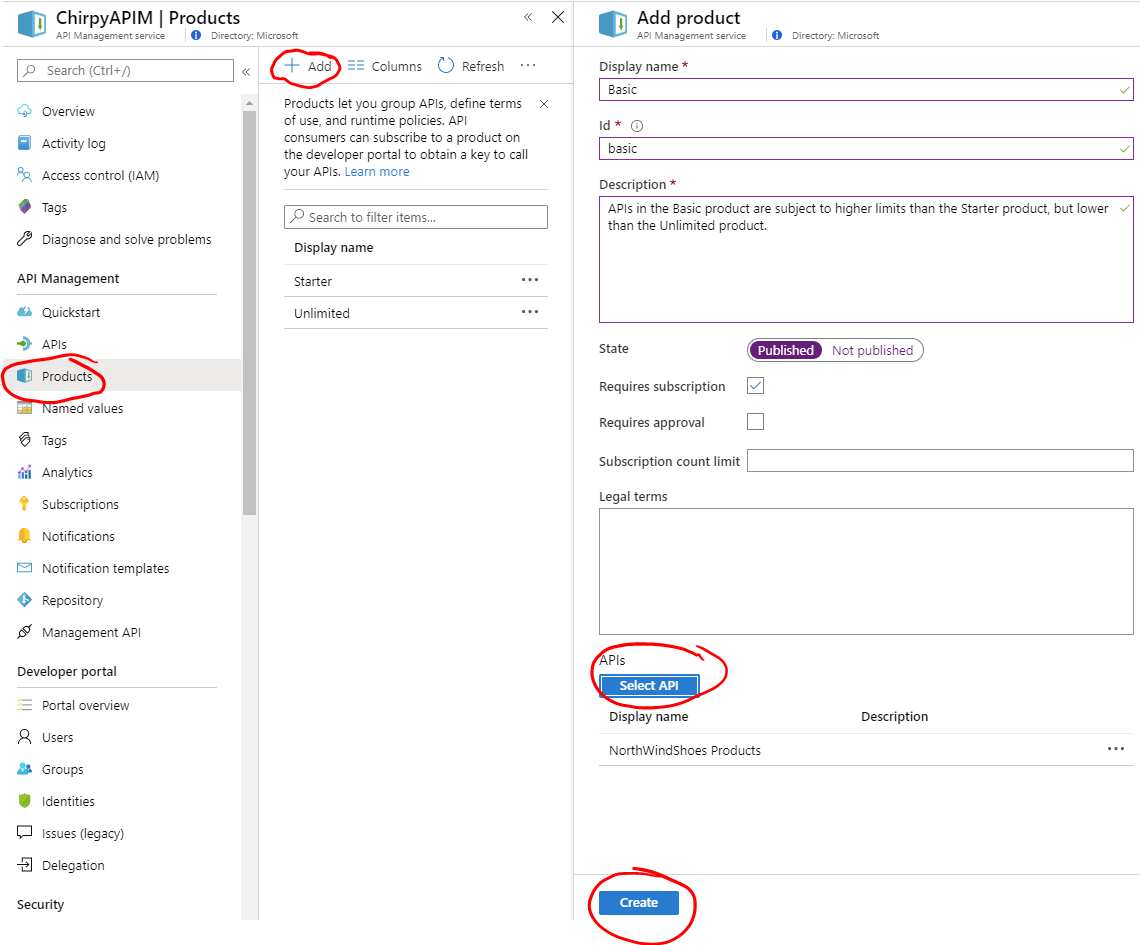 ChirpyAPIM | Products
API Management service
Directory: Microsoft
Search (Ctrl+/)
Overview
Activity log
Access control (IAM)
Tags
Diagnose and solve problems
API Management
Quickstart
APIs
Products
Named values
Tags
Analytics
Subscriptions
Notifications
Notification templates
Repository
Management API
Developer portal
Portal overview
Users
Groups
Identities
Issues (legacy)
Delegation
Security
Add
Columns
Refresh
Products let you group APIs, define terms
of use, and runtime policies. API
consumers can subscribe to a product on
the developer portal to obtain a key to call
your APIs. Learn more
Search to filter items...
Display name
Starter
Unlimited
Add product
API Management service
Directory: Microsoft
Display name *
Basic
Id *
basic
Description *
APIs in the Basic product are subject to higher limits than the Starter product, but lower
than the Unlimited product.
State
Published Not published
Requires subscription
Requires approval
Subscription count limit
Legal terms
APIs
Select API
Display name Description
NorthWindShoes Products
Create